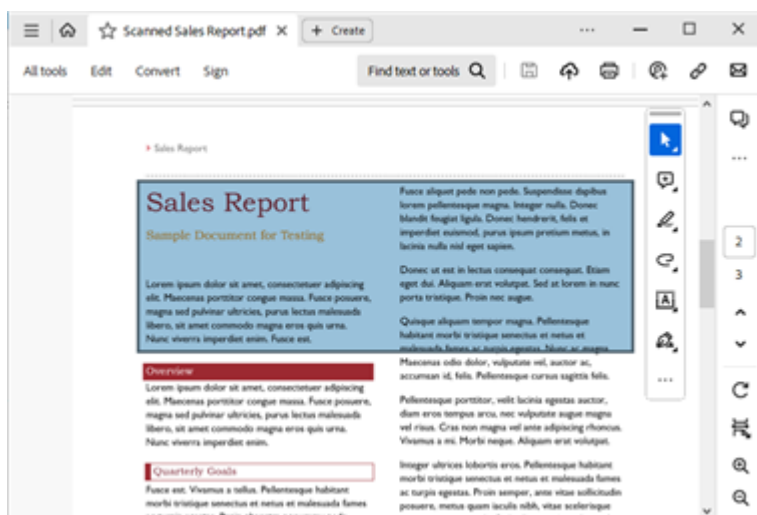 Scanned Sales Report.pdf
+ Create
All tools
Edit
Convert
Sign
Find text or tools
Sales Report
Sales Report
Sample Document for Testing
Lorem ipsum dolor sit amet, consectetuer adipiscing
elit. Maecenas porttitor congue massa. Fusce posuere,
magna sed pulvinar ultricies, purus lectus malesuada
libero, sit amet commodo magna eros quis urna.
Nunc viverra imperdiet enim. Fusce est.
Overview
Lorem ipsum dolor sit amet, consectetuer adipiscing
elit. Maecenas porttitor congue massa. Fusce posuere,
magna sed pulvinar ultricies, purus lectus malesuada
libero, sit amet commodo magna eros quis urna.
Nunc viverra imperdiet enim.
Quarterly Goals
Fusce est. Vivamus a tellus. Pellentesque habitant
morbi tristique senectus et netus et malesuada fames
Fusce aliquet pede non pede. Suspendisse dapibus
lorem pellentesque magna. Integer nulla. Donec
blandit feugiat ligula. Donec hendrerit, felis et
imperdiet euismod, purus ipsum pretium metus, in
lacinia nulla nisl eget sapien.
Donec ut est in lectus consequat consequat. Etiam
eget dui. Aliquam erat volutpat. Sed at lorem in nunc
porta tristique. Proin nec augue.
Quisque aliquam tempor magna. Pellentesque
habitant morbi tristique senectus et netus et
malesuada fames ac turpis egestas. Nunc ac magna.
Maecenas odio dolor, vulputate vel, auctor ac,
accumsan id, felis. Pellentesque cursus sagittis felis.
Pellentesque porttitor, velit lacinia egestas auctor,
diam eros tempus arcu, nec vulputate augue magna
vel risus. Cras non magna vel ante adipiscing rhoncus.
Vivamus a mi. Morbi neque. Aliquam erat volutpat.
Integer ultrices lobortis eros. Pellentesque habitant
morbi tristique senectus et netus et malesuada fames
ac turpis egestas. Proin semper, ante vitae sollicitudin
posuere, metus quam iaculis nibh, vitae scelerisque
2
3